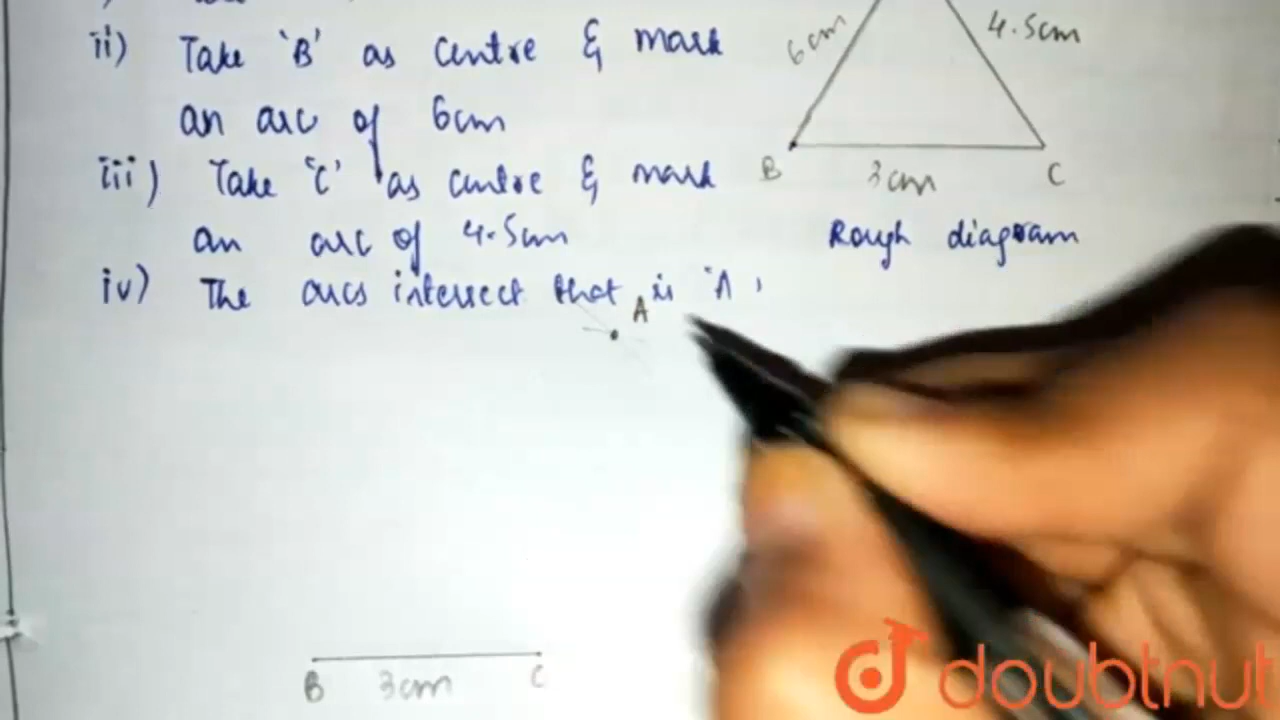 ii) Take 'B' as centre & mark
an arc of 6cm
iii) Take 'C' as centre & mark
an arc of 4.5cm
iv) The arcs intersect that is 'A'
6cm
4.5cm
B
3cm
C
Rough diagram
A
B
3cm
C
doubtnut